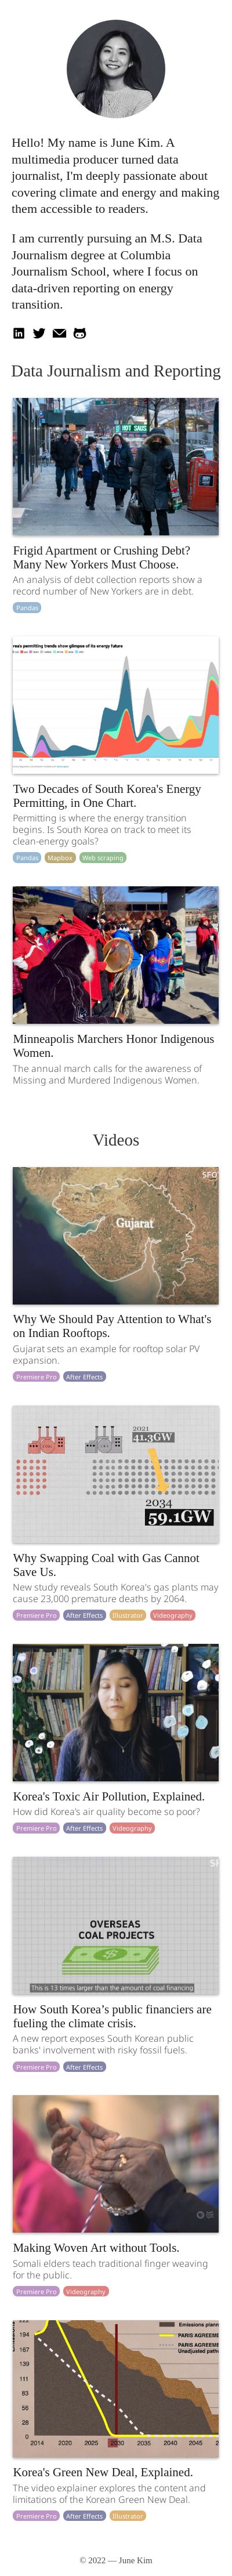 Hello! My name is June Kim. A
multimedia producer turned data
journalist, I'm deeply passionate about
covering climate and energy and making
them accessible to readers.
I am currently pursuing an M.S. Data
Journalism degree at Columbia
Journalism School, where I focus on
data-driven reporting on energy
transition.
Data Journalism and Reporting
HOT SALES
Frigid Apartment or Crushing Debt?
Many New Yorkers Must Choose.
An analysis of debt collection reports show a
record number of New Yorkers are in debt.
Pandas
rea's permitting trends show glimpse of its energy future
Two Decades of South Korea's Energy
Permitting, in One Chart.
Permitting is where the energy transition
begins. Is South Korea on track to meet its
clean-energy goals?
Pandas Mapbox Web scraping
Minneapolis Marchers Honor Indigenous
Women.
The annual march calls for the awareness of
Missing and Murdered Indigenous Women.
Videos
SFO
Gujarat
Why We Should Pay Attention to What's
on Indian Rooftops.
Gujarat sets an example for rooftop solar PV
expansion.
Premiere Pro After Effects
2021
41.3GW
2034
59.1GW
Why Swapping Coal with Gas Cannot
Save Us.
New study reveals South Korea's gas plants may
cause 23,000 premature deaths by 2064.
Premiere Pro After Effects Illustrator Videography
Korea's Toxic Air Pollution, Explained.
How did Korea's air quality become so poor?
Premiere Pro After Effects Videography
SF
OVERSEAS
COAL PROJECTS
This is 13 times larger than the amount of coal financing
How South Korea’s public financiers are
fueling the climate crisis.
A new report exposes South Korean public
banks' involvement with risky fossil fuels.
Premiere Pro After Effects
Making Woven Art without Tools.
Somali elders teach traditional finger weaving
for the public.
Premiere Pro Videography
Emissions plann
194 PARIS AGREEME
167 PARIS AGREEME
139 Unadjusted path
111
83
56
28
0
2014 2020 2025 2030 2035 2040 2045
Korea's Green New Deal, Explained.
The video explainer explores the content and
limitations of the Korean Green New Deal.
Premiere Pro After Effects Illustrator
© 2022 — June Kim